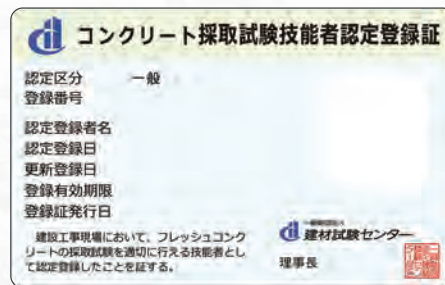 コンクリート採取試験技能者認定登録証
認定区分 一般
登録番号
認定登録者名
認定登録日
更新登録日
登録有効期限
登録証発行日
建設工事現場において、フレッシュコンク
リートの採取試験を適切に行える技能者とし
て認定登録したことを証する。
一般財団法人
建材試験センター
理事長